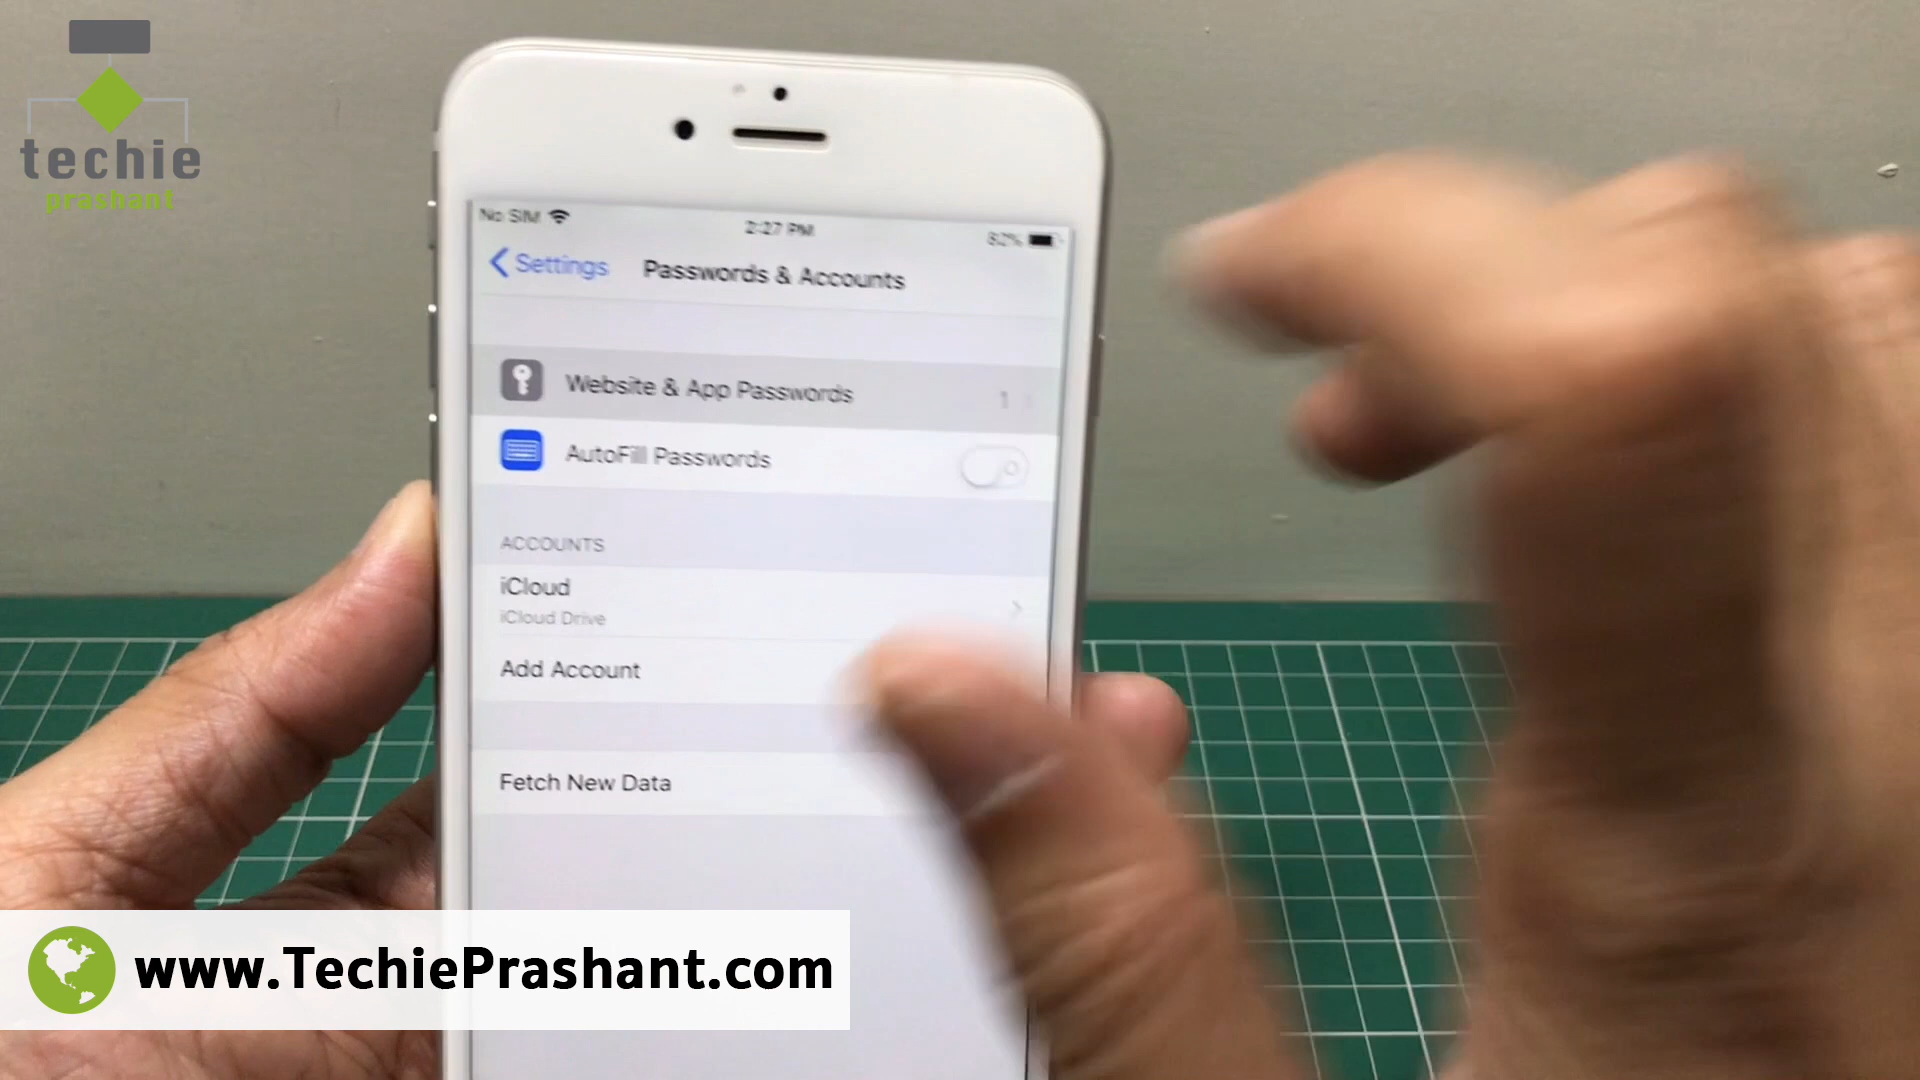 techie
prashant
No SIM
2:27 PM
82%
Settings
Passwords & Accounts
Website & App Passwords
1
AutoFill Passwords
ACCOUNTS
iCloud
iCloud Drive
Add Account
Fetch New Data
www.TechiePrashant.com